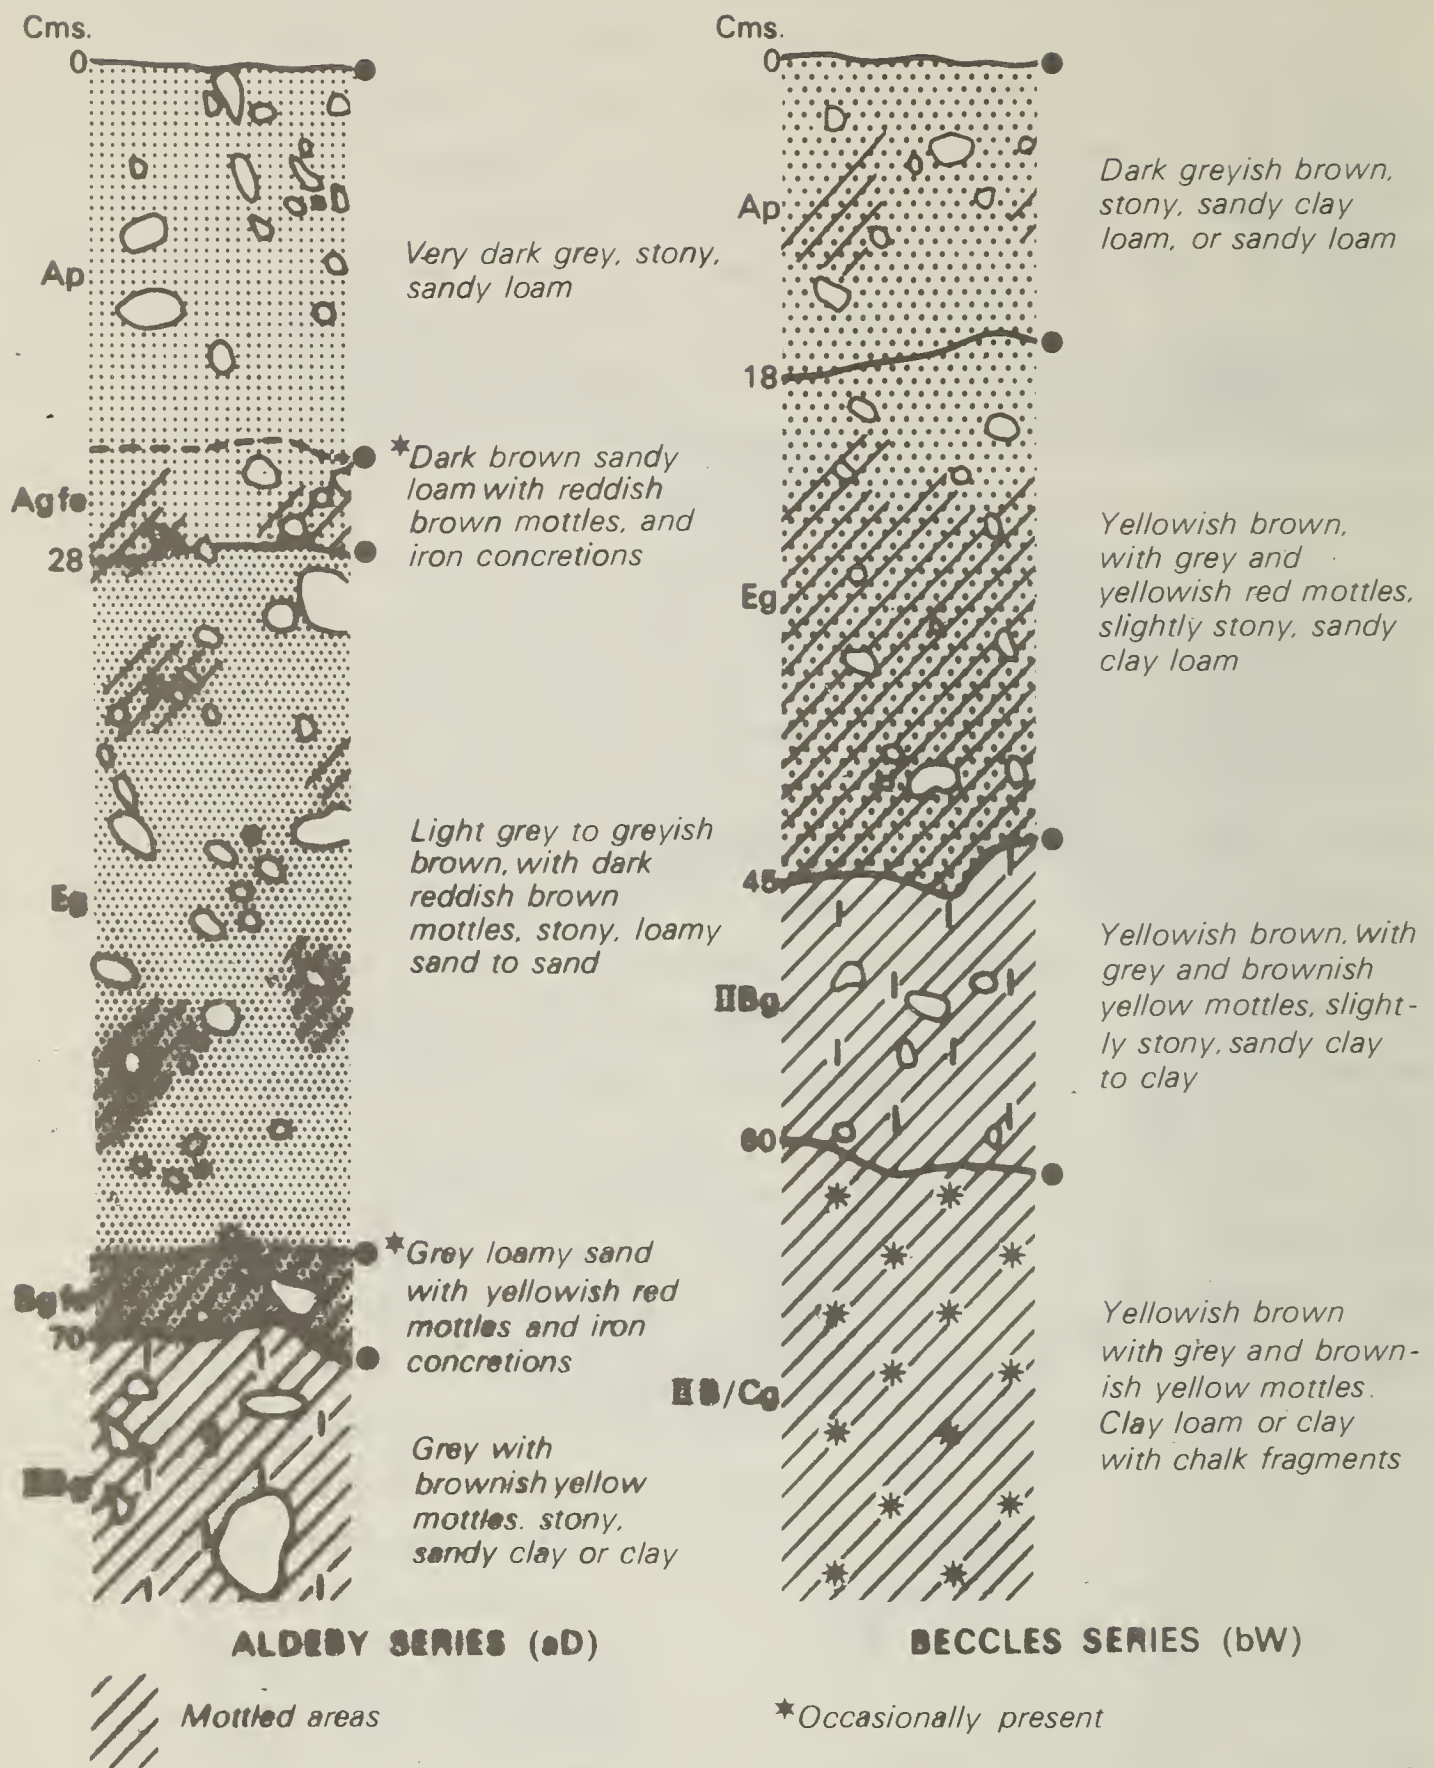 Cms.
0
Ap
Very dark grey, stony,
sandy loam
Agfe
*Dark brown sandy
loam with reddish
brown mottles, and
iron concretions
28
Eg
Light grey to greyish
brown, with dark
reddish brown
mottles, stony, loamy
sand to sand
*Grey loamy sand
with yellowish red
mottles and iron
concretions
70
Grey with
brownish yellow
mottles. stony,
sandy clay or clay
ALDEBY SERIES (aD)
Mottled areas
Cms.
0
Ap
Dark greyish brown,
stony, sandy clay
loam, or sandy loam
18
Eg
Yellowish brown,
with grey and
yellowish red mottles,
slightly stony, sandy
clay loam
45
IIBg
Yellowish brown, with
grey and brownish
yellow mottles, slight-
ly stony, sandy clay
to clay
60
II B/Cg
Yellowish brown
with grey and brown-
ish yellow mottles.
Clay loam or clay
with chalk fragments
BECCLES SERIES (bW)
*Occasionally present